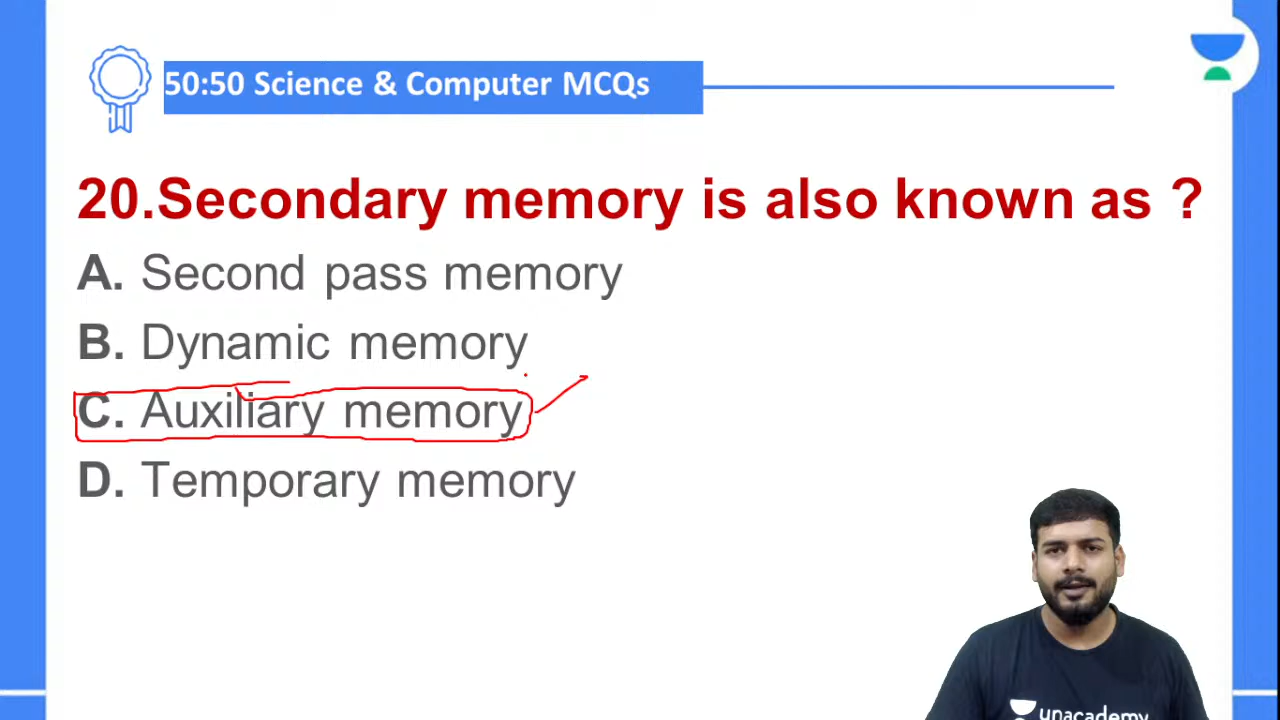 50:50 Science & Computer MCQs
20.Secondary memory is also known as ?
A. Second pass memory
B. Dynamic memory
C. Auxiliary memory
D. Temporary memory
unacademy